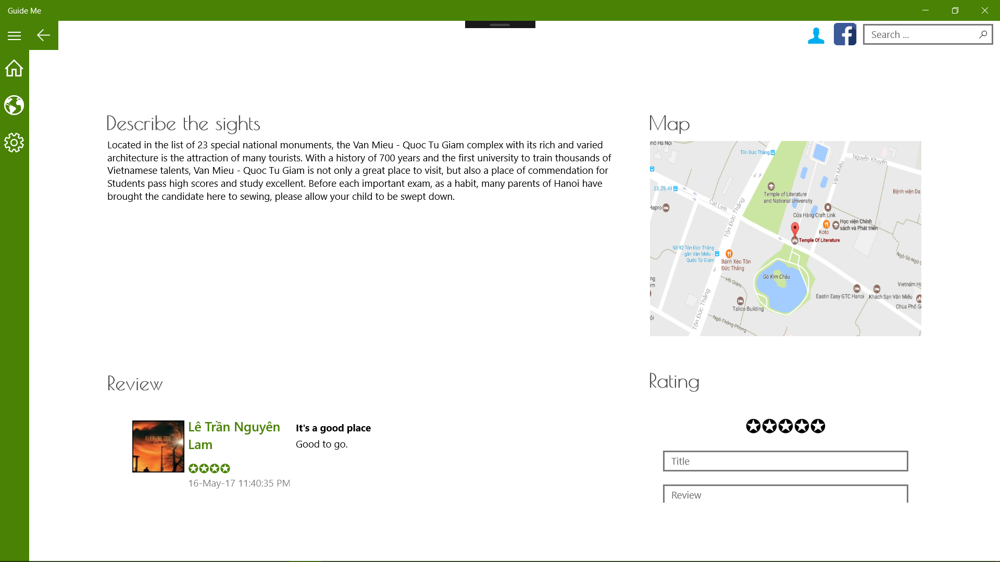 Guide Me
Search ...
Describe the sights
Located in the list of 23 special national monuments, the Van Mieu - Quoc Tu Giam complex with its rich and varied
architecture is the attraction of many tourists. With a history of 700 years and the first university to train thousands of
Vietnamese talents, Van Mieu - Quoc Tu Giam is not only a great place to visit, but also a place of commendation for
Students pass high scores and study excellent. Before each important exam, as a habit, many parents of Hanoi have
brought the candidate here to sewing, please allow your child to be swept down.
Map
phố Hà Nội
Tôn Đức Thắng
Nguyên Khuyến
Văn Miếu
23, 25, 49
Temple of Literature
and National University
Bệnh viện Da
Cát Linh
Hapro
Tôn Đức Thắng
Cửa Hàng Craft Link
Học viện Chính
sách và Phát triển
Koto
Temple Of Literature
Số 92 Tôn Đức Thắng
- gần Văn Miếu -
Quốc Tử Giám
Bánh Xèo Tôn
Đức Thắng
Ngõ 56 Ngõ S
Gò Kim Châu
Hồ Giám
Vietnam Ho
Eastin Easy GTC Hanoi
Khách Sạn Văn Miếu
Chùa Phổ Gi
Talico Building
Tôn Đức Thắng
Ngõ Thông Phong
Review
Lê Trần Nguyên
Lam
16-May-17 11:40:35 PM
It's a good place
Good to go.
Rating
Title
Review